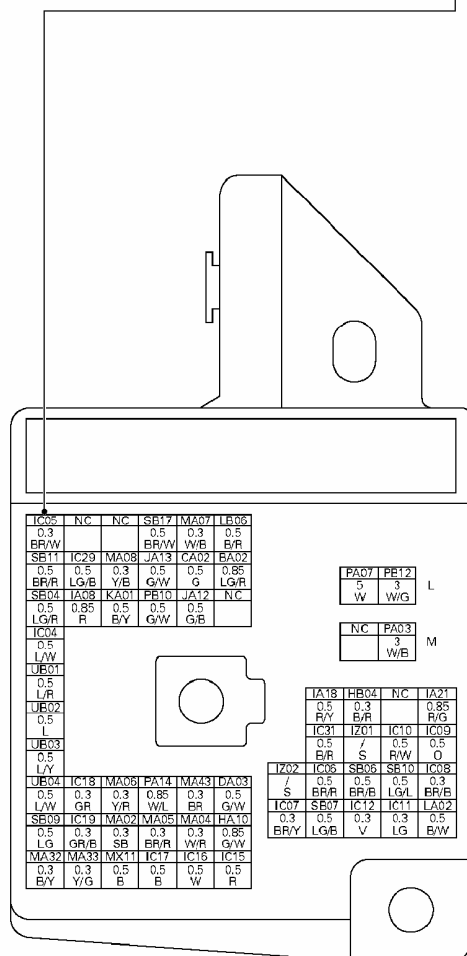 IC05 NC NC SB17 MA07 LB06
0.3 0.5 0.3 0.5
BR/W BR/W W/B B/R
SB11 IC29 MA08 JA13 CA02 BA02
0.5 0.5 0.3 0.5 0.5 0.85
BR/R LG/B Y/B G/W G LG/R
SB04 IA08 KA01 PB10 JA12 NC
0.5 0.85 0.5 0.5 0.5
LG/R R B/Y G/W G/B
IC04
0.5
L/W
UB01
0.5
L/R
UB02
0.5
L
UB03
0.5
L/Y
UB04 IC18 MA06 PA14 MA43 DA03
0.5 0.3 0.3 0.85 0.3 0.5
L/W GR Y/R W/L BR G/W
SB09 IC19 MA02 MA05 MA04 HA10
0.5 0.3 0.3 0.3 0.3 0.85
LG GR/B SB BR/R W/R G/W
MA32 MA33 MX11 IC17 IC16 IC15
0.3 0.3 0.5 0.5 0.5 0.5
B/Y Y/G B B W R
PA07 PB12
5 3 L
W W/G
NC PA03
3 M
W/B
IA18 HB04 NC IA21
0.5 0.3 0.85
R/Y B/R R/G
IC31 IZ01 IC10 IC09
0.5 / 0.5 0.5
B/R S R/W O
IZ02 IC06 SB06 SB10 IC08
/ 0.5 0.5 0.5 0.3
S BR/R BR/B LG/L BR/B
IC07 SB07 IC12 IC11 LA02
0.3 0.5 0.3 0.3 0.5
BR/Y LG/B V LG B/W